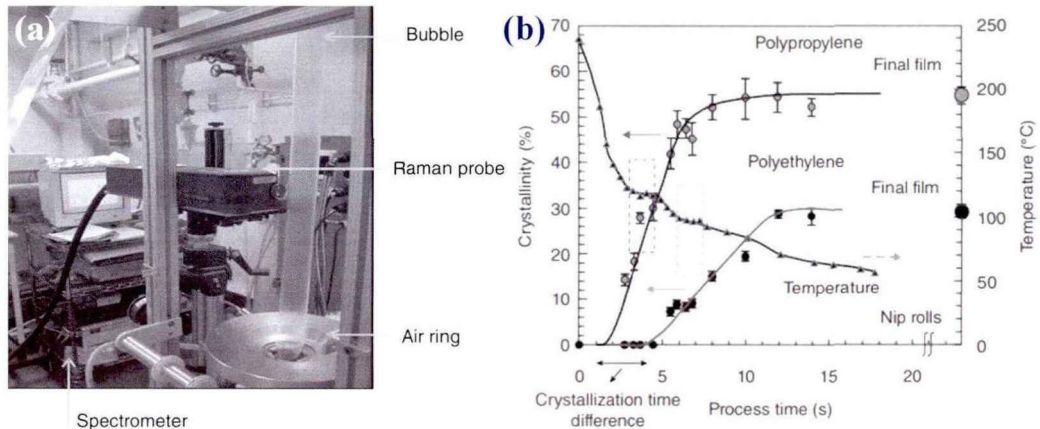 (a)
Bubble
Raman probe
Air ring
Spectrometer
(b)
70
60
50
40
30
20
10
0
Crystallinity (%)
Polypropylene
Final film
Polyethylene
Final film
Temperature
Nip rolls
250
200
150
100
50
0
Temperature (°C)
0 5 10 15 20
Crystallization time
difference
Process time (s)